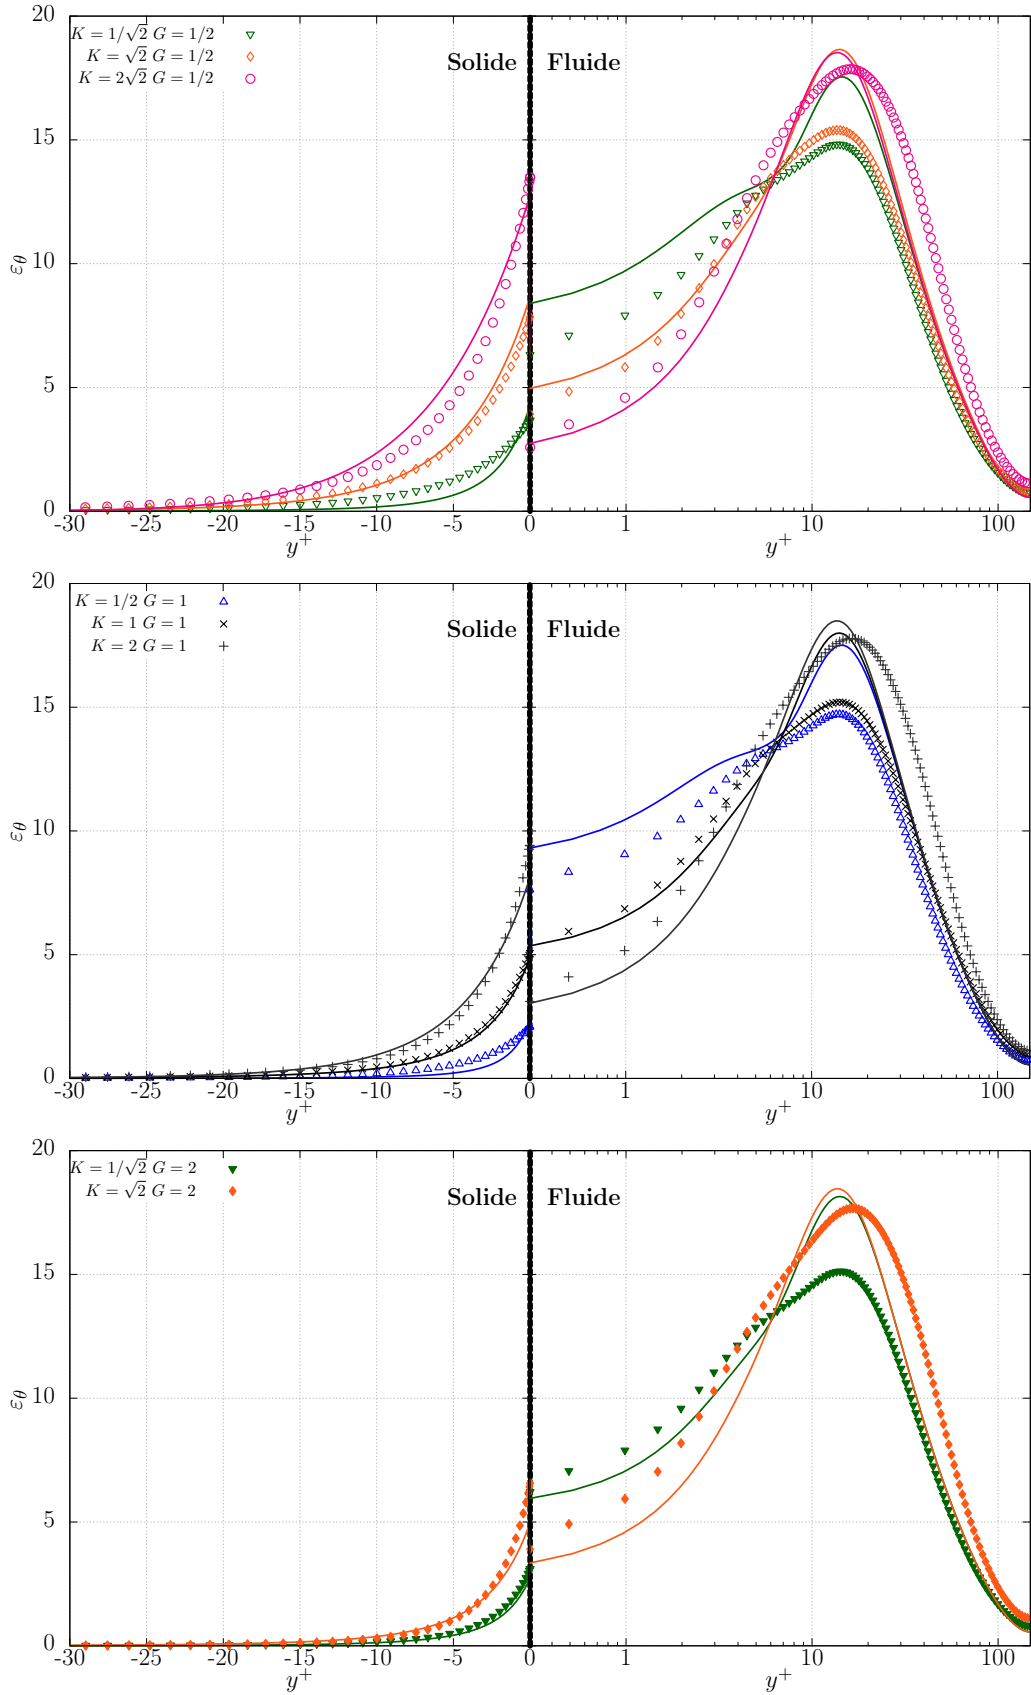 20
15
10
5
0
εθ
K = 1/√2 G = 1/2
K = √2 G = 1/2
K = 2√2 G = 1/2
Solide
Fluide
-30 -25 -20 -15 -10 -5 0 1 10 100
y⁺ y⁺
20
15
10
5
0
εθ
K = 1/2 G = 1
K = 1 G = 1
K = 2 G = 1
Solide
Fluide
-30 -25 -20 -15 -10 -5 0 1 10 100
y⁺ y⁺
20
15
10
5
0
εθ
K = 1/√2 G = 2
K = √2 G = 2
Solide
Fluide
-30 -25 -20 -15 -10 -5 0 1 10 100
y⁺ y⁺